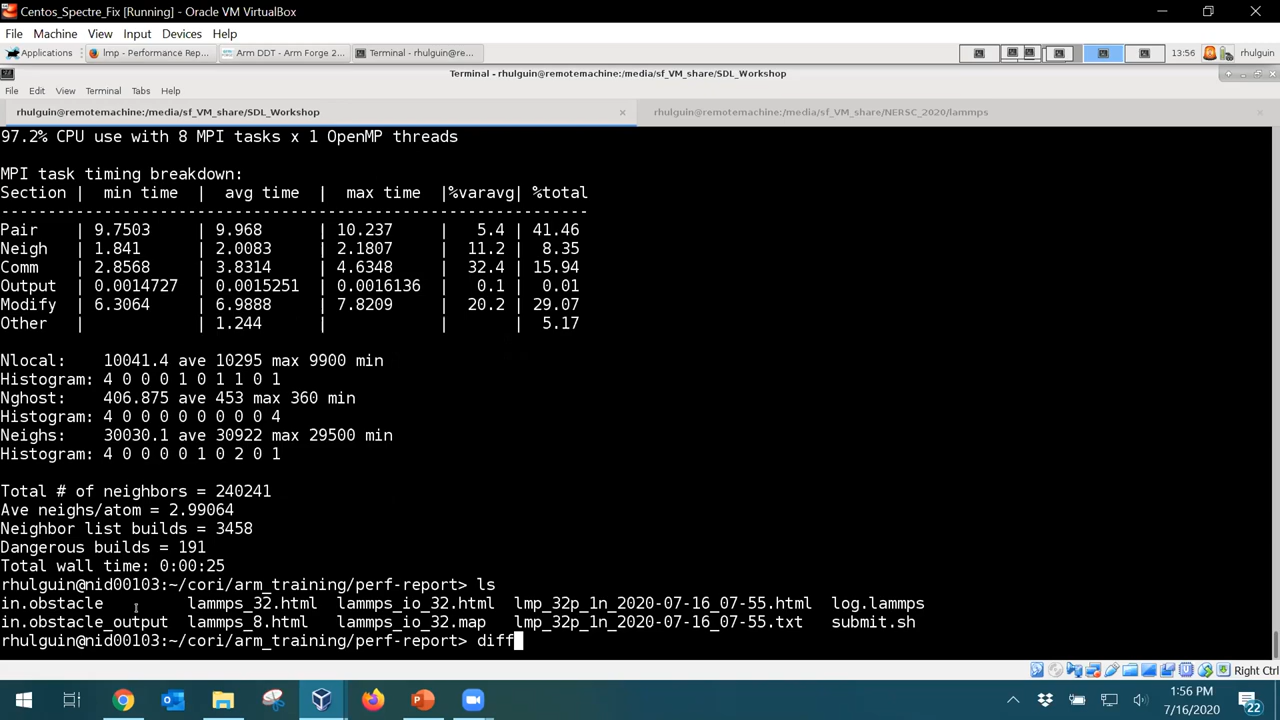 Centos_Spectre_Fix [Running] - Oracle VM VirtualBox
File Machine View Input Devices Help
Applications lmp - Performance Rep... Arm DDT - Arm Forge 2... Terminal - rhulguin@re... 13:56 rhulguin
Terminal - rhulguin@remotemachine:/media/sf_VM_share/SDL_Workshop
File Edit View Terminal Tabs Help
rhulguin@remotemachine:/media/sf_VM_share/SDL_Workshop rhulguin@remotemachine:/media/sf_VM_share/NERSC_2020/lammps
97.2% CPU use with 8 MPI tasks x 1 OpenMP threads
MPI task timing breakdown:
Section | min time | avg time | max time |%varavg| %total
---------------------------------------------------------------
Pair | 9.7503 | 9.968 | 10.237 | 5.4 | 41.46
Neigh | 1.841 | 2.0083 | 2.1807 | 11.2 | 8.35
Comm | 2.8568 | 3.8314 | 4.6348 | 32.4 | 15.94
Output | 0.0014727 | 0.0015251 | 0.0016136 | 0.1 | 0.01
Modify | 6.3064 | 6.9888 | 7.8209 | 20.2 | 29.07
Other | | 1.244 | | | 5.17
Nlocal: 10041.4 ave 10295 max 9900 min
Histogram: 4 0 0 0 1 0 1 1 0 1
Nghost: 406.875 ave 453 max 360 min
Histogram: 4 0 0 0 0 0 0 0 0 4
Neighs: 30030.1 ave 30922 max 29500 min
Histogram: 4 0 0 0 0 1 0 2 0 1
Total # of neighbors = 240241
Ave neighs/atom = 2.99064
Neighbor list builds = 3458
Dangerous builds = 191
Total wall time: 0:00:25
rhulguin@nid00103:~/cori/arm_training/perf-report> ls
in.obstacle lammps_32.html lammps_io_32.html lmp_32p_1n_2020-07-16_07-55.html log.lammps
in.obstacle_output lammps_8.html lammps_io_32.map lmp_32p_1n_2020-07-16_07-55.txt submit.sh
rhulguin@nid00103:~/cori/arm_training/perf-report> diff
Right Ctrl
1:56 PM
7/16/2020
22